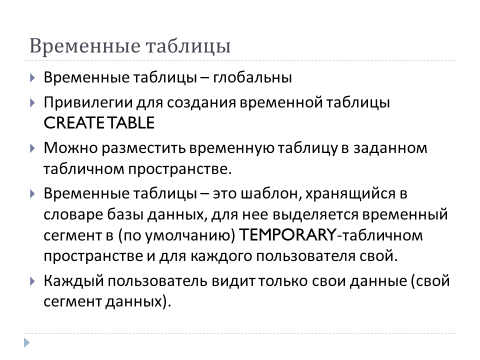 Временные таблицы
Временные таблицы – глобальны
Привилегии для создания временной таблицы
CREATE TABLE
Можно разместить временную таблицу в заданном
табличном пространстве.
Временные таблицы – это шаблон, хранящийся в
словаре базы данных, для нее выделяется временный
сегмент в (по умолчанию) TEMPORARY-табличном
пространстве и для каждого пользователя свой.
Каждый пользователь видит только свои данные (свой
сегмент данных).